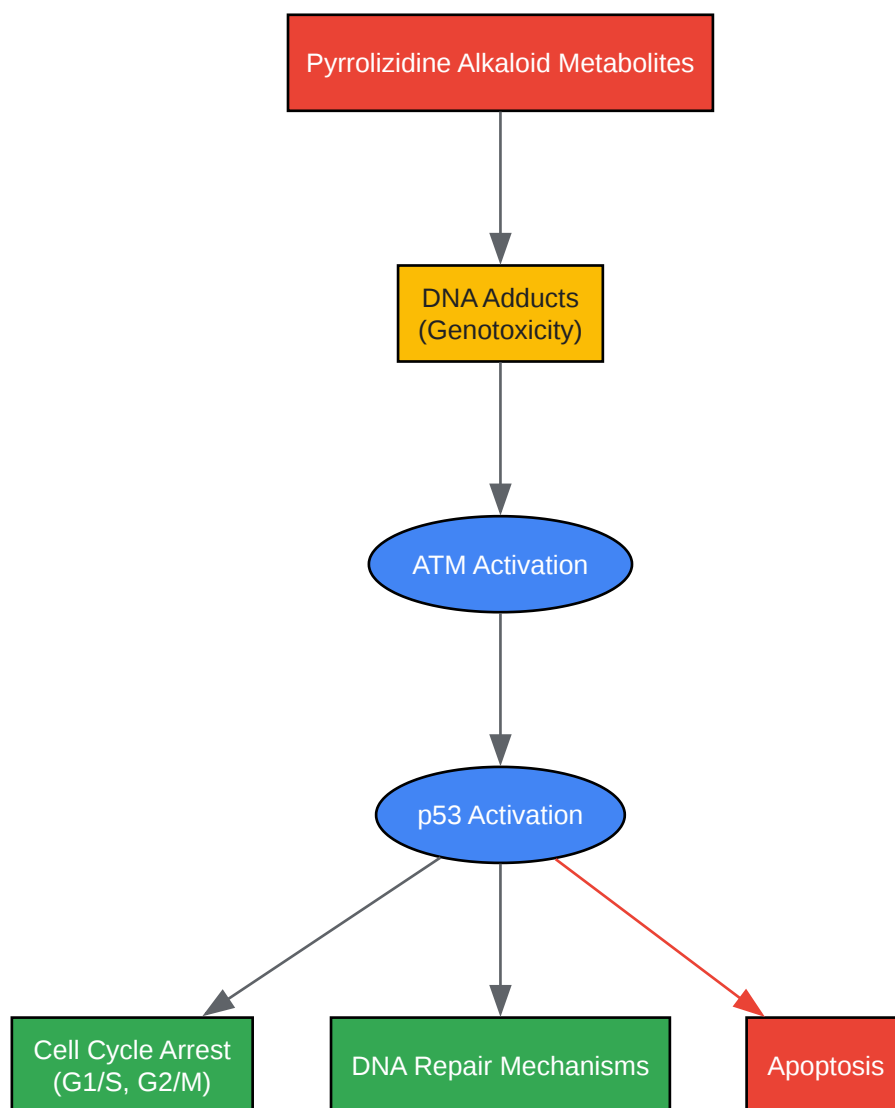 Pyrrolizidine Alkaloid Metabolites
DNA Adducts
(Genotoxicity)
ATM Activation
p53 Activation
Cell Cycle Arrest
(G1/S, G2/M)
DNA Repair Mechanisms
Apoptosis